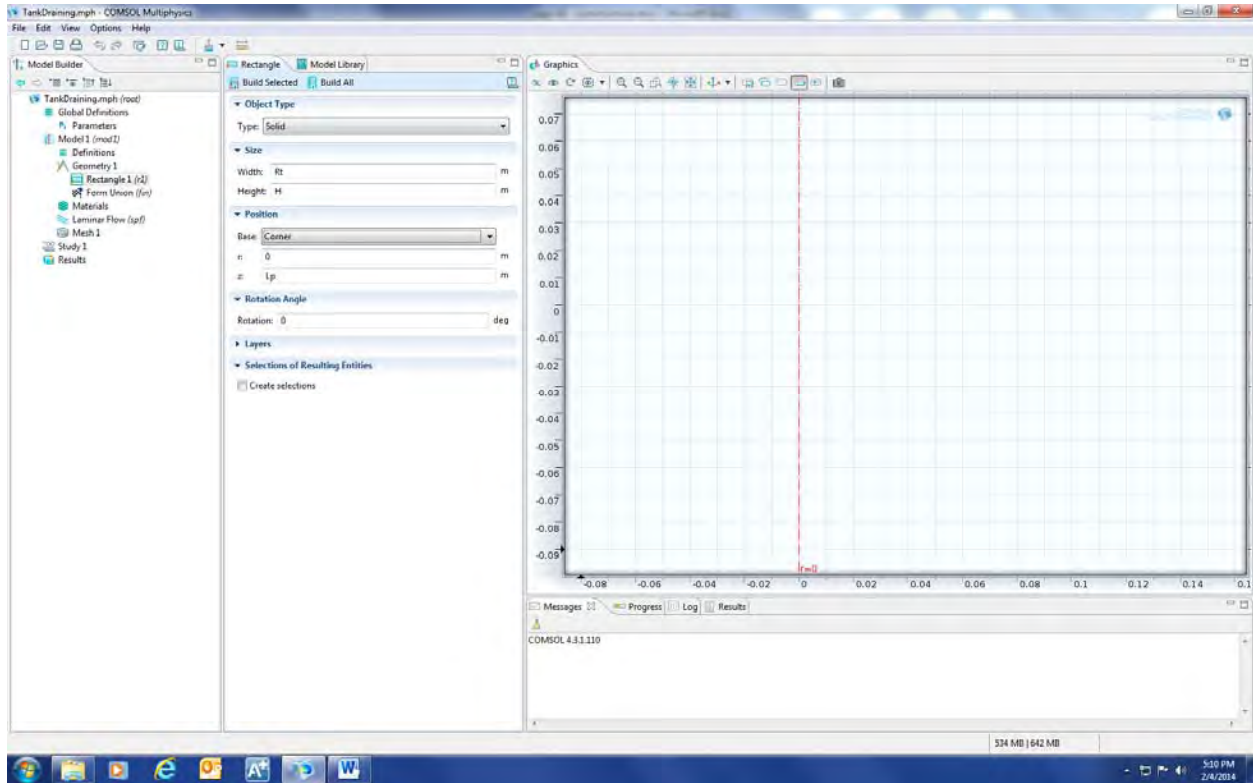 TankDraining.mph - COMSOL Multiphysics
File Edit View Options Help
Model Builder
TankDraining.mph (root)
Global Definitions
Parameters
Model 1 (mod1)
Definitions
Geometry 1
Rectangle 1 (r1)
Form Union (fin)
Materials
Laminar Flow (spf)
Mesh 1
Study 1
Results
Rectangle Model Library
Build Selected Build All
Object Type
Type: Solid
Size
Width: Rt m
Height: H m
Position
Base: Corner
r: 0 m
z: Lp m
Rotation Angle
Rotation: 0 deg
Layers
Selections of Resulting Entities
Create selections
Graphics
0.07
0.06
0.05
0.04
0.03
0.02
0.01
0
-0.01
-0.02
-0.03
-0.04
-0.05
-0.06
-0.07
-0.08
-0.09
r=0
-0.08 -0.06 -0.04 -0.02 0 0.02 0.04 0.06 0.08 0.1 0.12 0.14 0.1
Messages Progress Log Results
COMSOL 4.3.1.110
534 MB | 642 MB
5:10 PM
2/4/2014